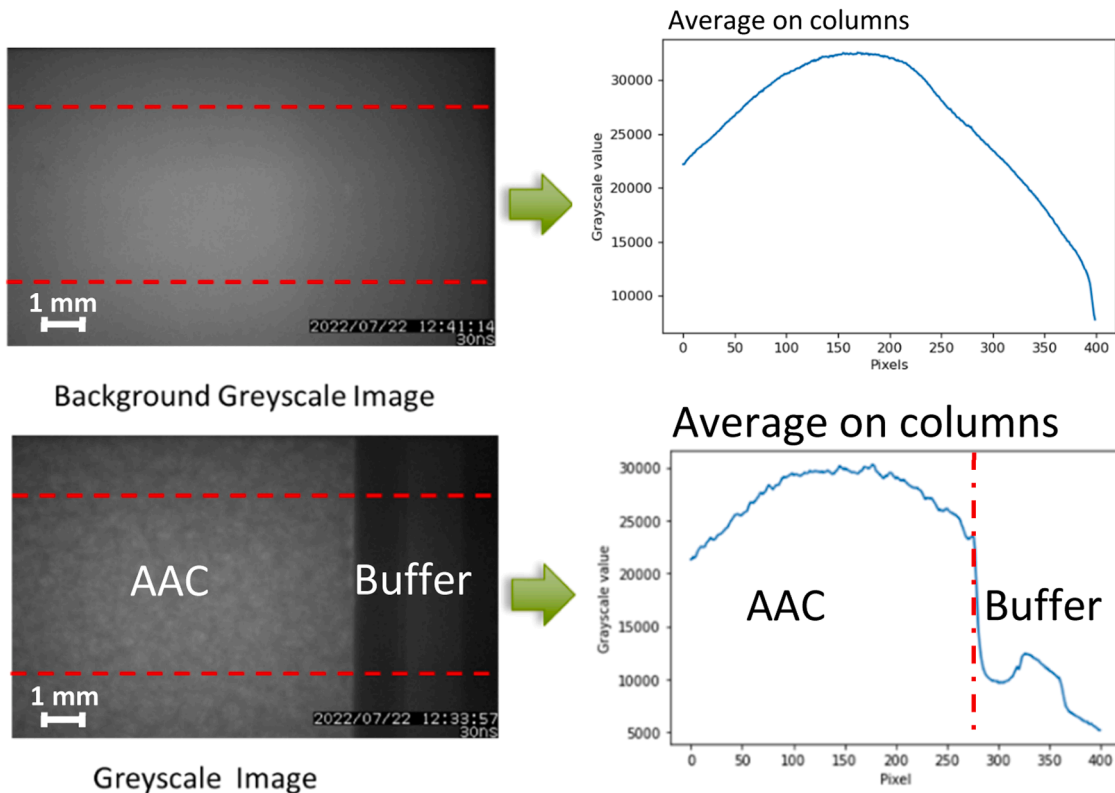 Average on columns
30000
25000
20000
15000
10000
Grayscale value
0 50 100 150 200 250 300 350 400
Pixels
1 mm
2022/07/22 12:41:14
30ns
Background Greyscale Image
Average on columns
30000
25000
20000
15000
10000
5000
Grayscale value
AAC
Buffer
0 50 100 150 200 250 300 350 400
Pixel
AAC
Buffer
1 mm
2022/07/22 12:33:57
30ns
Greyscale Image